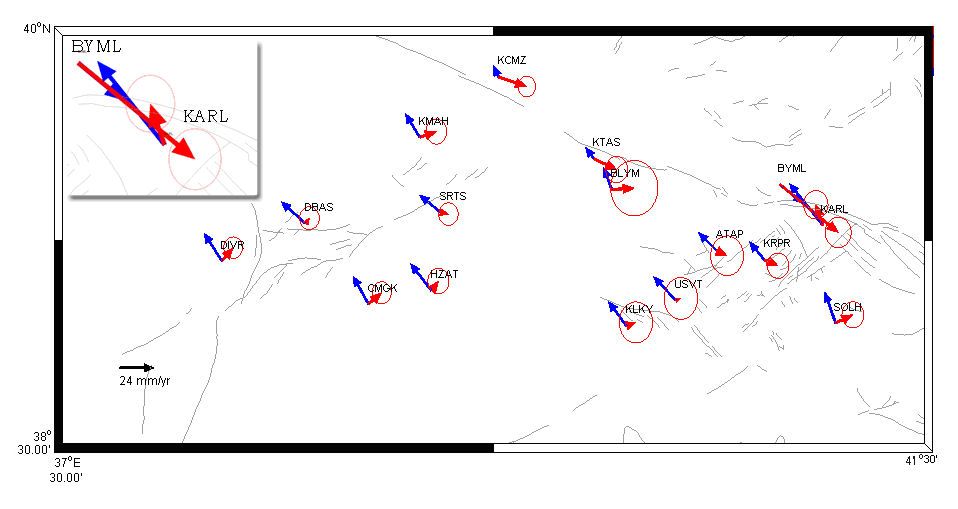 40°N
BYML
KARL
KCMZ
KMAH
KTAS
BLYM
BYML
DBAS
SRTS
KARL
DIVR
ATAP
KRPR
CMGK
HZAT
USVT
KLKY
SOLH
24 mm/yr
38°
30.00'
37°E
30.00'
41°30'